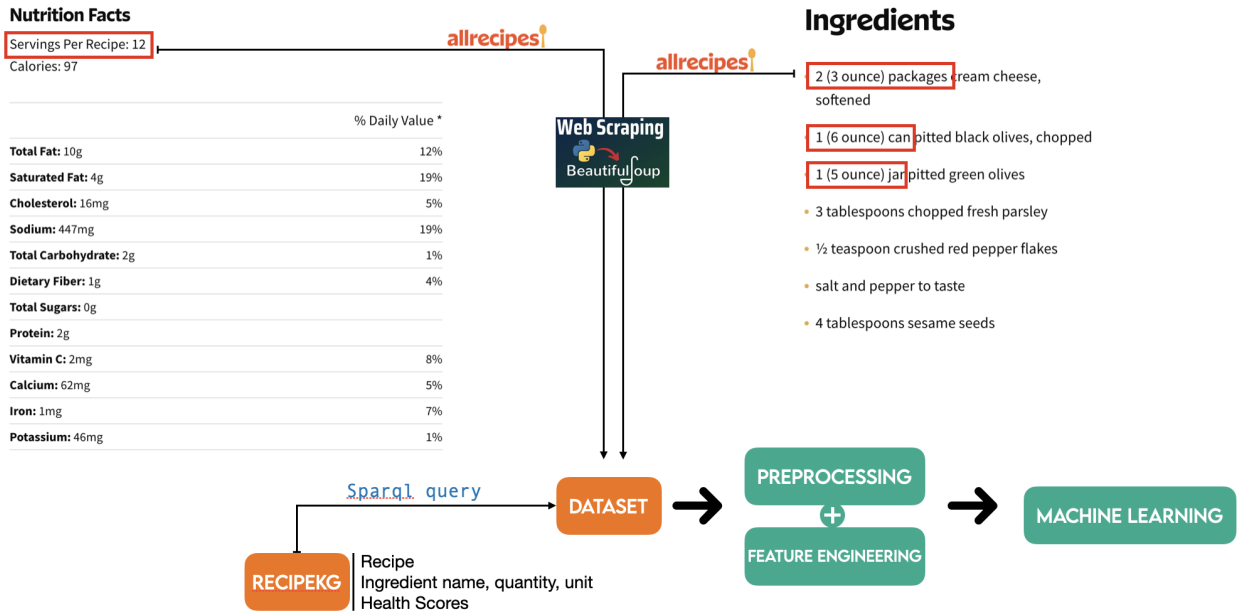 Nutrition Facts
Servings Per Recipe: 12
Calories: 97
% Daily Value *
Total Fat: 10g 12%
Saturated Fat: 4g 19%
Cholesterol: 16mg 5%
Sodium: 447mg 19%
Total Carbohydrate: 2g 1%
Dietary Fiber: 1g 4%
Total Sugars: 0g
Protein: 2g
Vitamin C: 2mg 8%
Calcium: 62mg 5%
Iron: 1mg 7%
Potassium: 46mg 1%
allrecipes
allrecipes
Web Scraping
BeautifulSoup
Ingredients
2 (3 ounce) packages cream cheese,
softened
1 (6 ounce) can pitted black olives, chopped
1 (5 ounce) jar pitted green olives
3 tablespoons chopped fresh parsley
½ teaspoon crushed red pepper flakes
salt and pepper to taste
4 tablespoons sesame seeds
Sparql query
RECIPEKG
Recipe
Ingredient name, quantity, unit
Health Scores
DATASET
PREPROCESSING
+
FEATURE ENGINEERING
MACHINE LEARNING